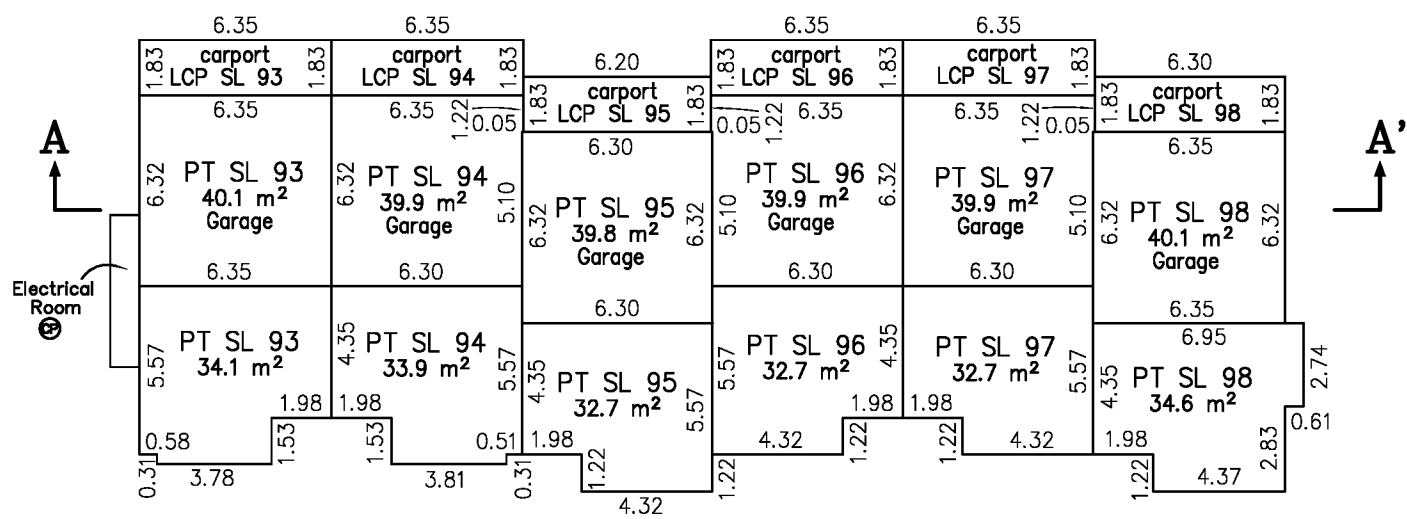 6.35 6.35 6.35 6.35
1.83 carport 1.83 carport 1.83 1.83 carport carport 1.83
LCP SL 93 LCP SL 94 LCP SL 96 LCP SL 97
6.20 6.30
1.83 carport 1.83 1.83 carport 1.83
LCP SL 95 LCP SL 98
6.35 6.35 1.22 0.05 0.05 1.22 6.35 6.35 1.22 0.05
6.30 6.35
A A'
6.32 PT SL 93 6.32 PT SL 94 5.10 5.10 PT SL 96 6.32 PT SL 97 5.10
40.1 m² 39.9 m² 39.9 m² 39.9 m²
Garage Garage Garage Garage
6.32 PT SL 95 6.32 6.32 PT SL 98 6.32
39.8 m² 40.1 m²
Garage Garage
6.35 6.30 6.30 6.30
Electrical
Room
CP
6.30 6.35
5.57 PT SL 93 4.35 PT SL 94 5.57 5.57 PT SL 96 4.35 PT SL 97 5.57
34.1 m² 33.9 m² 32.7 m² 32.7 m²
6.95
4.35 PT SL 95 5.57 4.35 PT SL 98 2.74
32.7 m² 34.6 m²
1.98 1.98 1.98 1.98
0.61
0.58 1.53 1.53 0.51 1.98 4.32 1.22 1.22 4.32 1.98 2.83
0.31 3.78 3.81 0.31 1.22 4.32 1.22 1.22 4.37